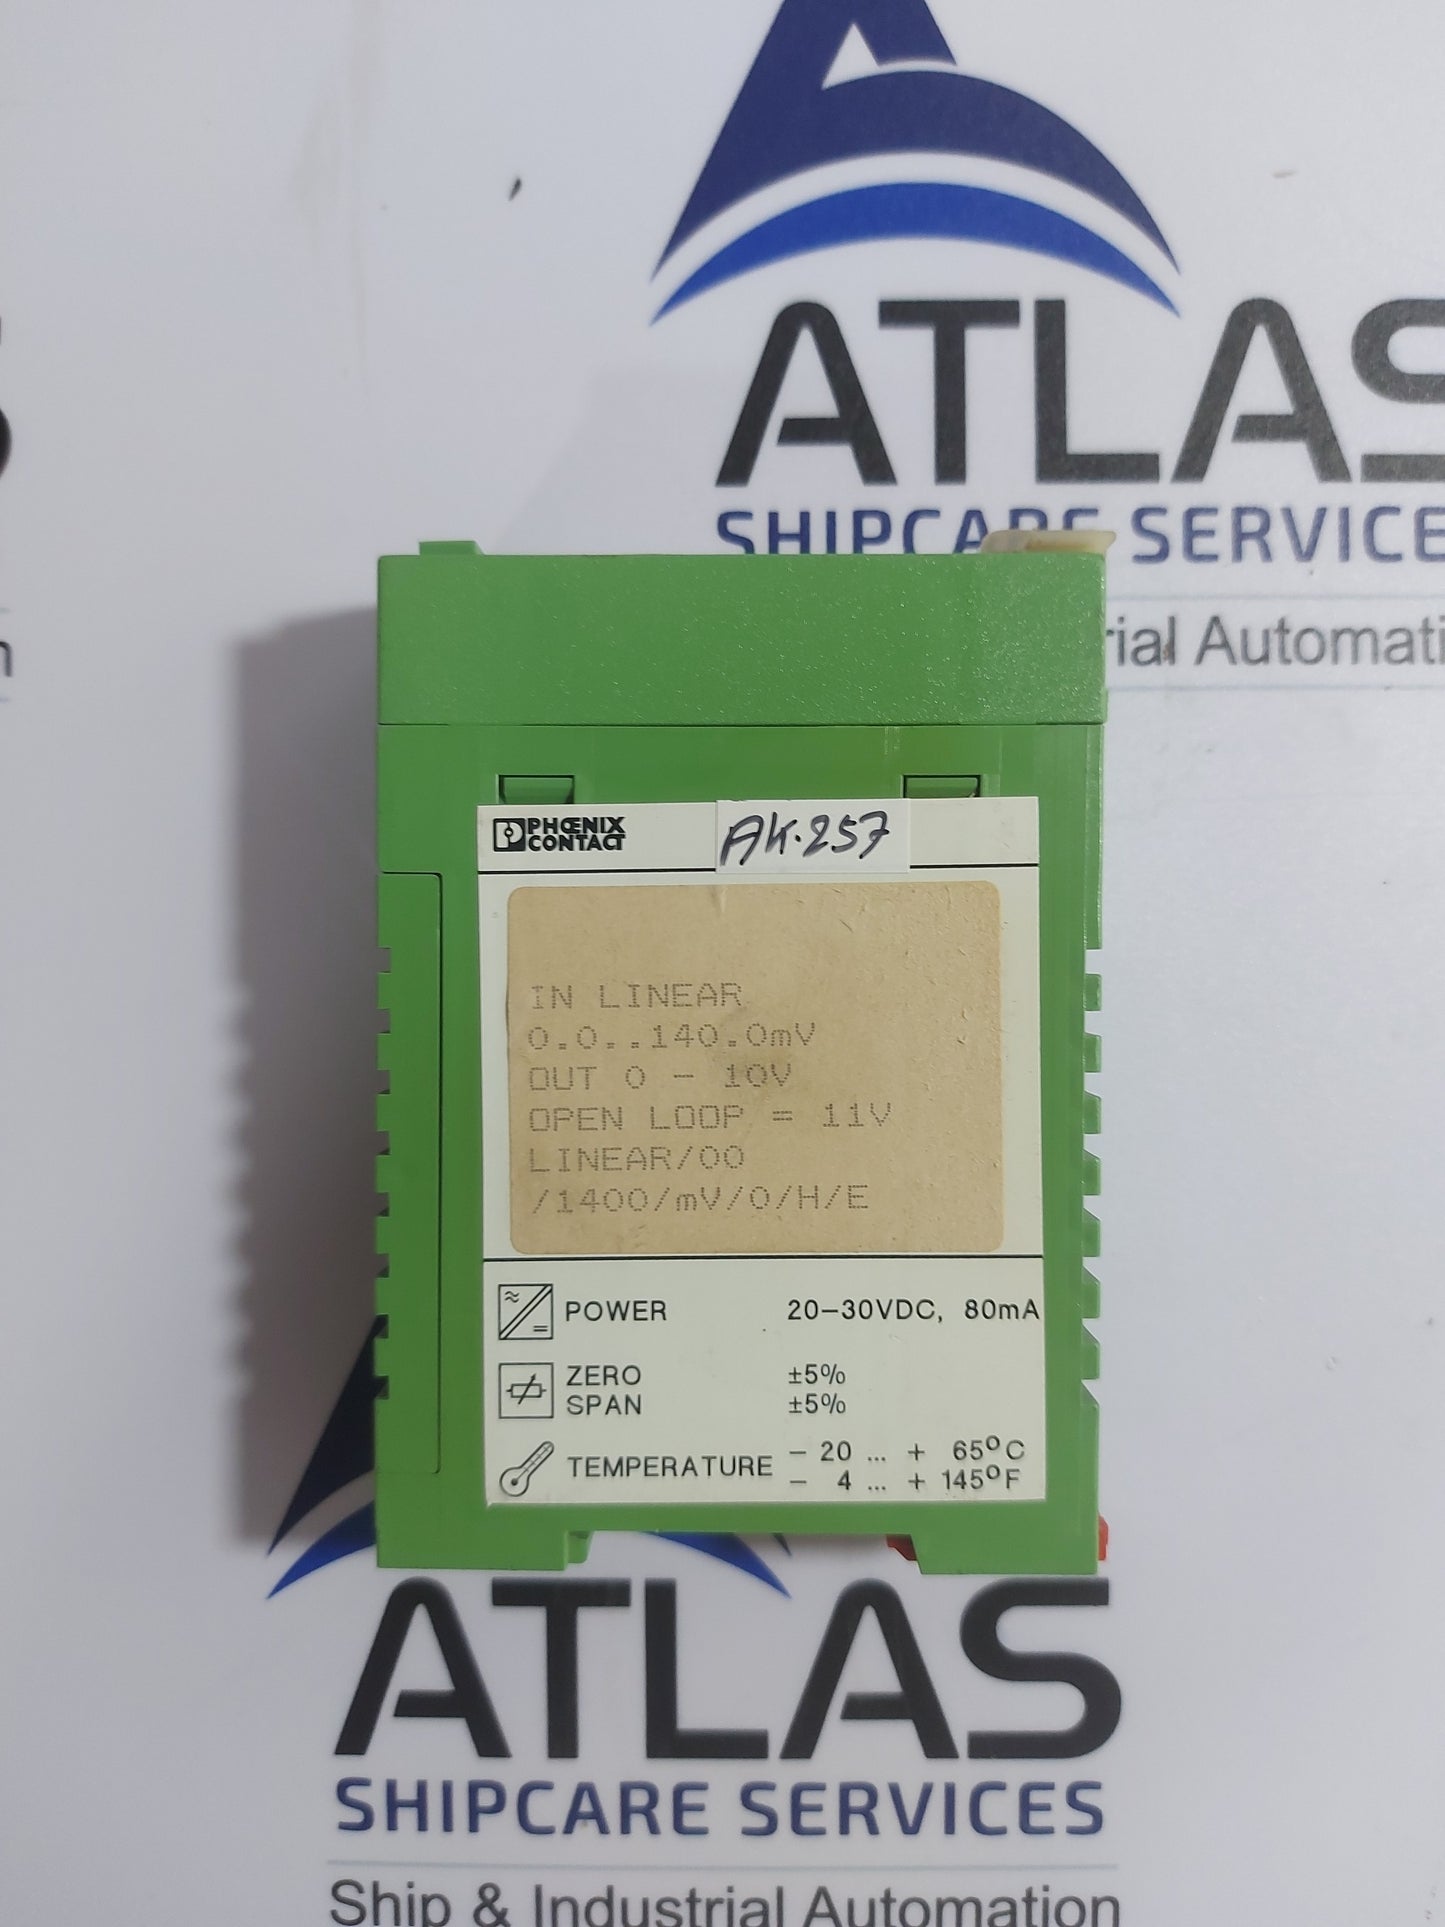 ATLAS
SHIPCARE SERVICE
rial Automati
PHŒNIX
CONTACT
AK.257
IN LINEAR
0.0..140.0mV
OUT 0 - 10V
OPEN LOOP = 11V
LINEAR/00
/1400/mV/0/H/E
POWER 20-30VDC, 80mA
ZERO ±5%
SPAN ±5%
TEMPERATURE - 20 ... + 65°C
- 4 ... + 145°F
ATLAS
SHIPCARE SERVICES
Ship & Industrial Automation